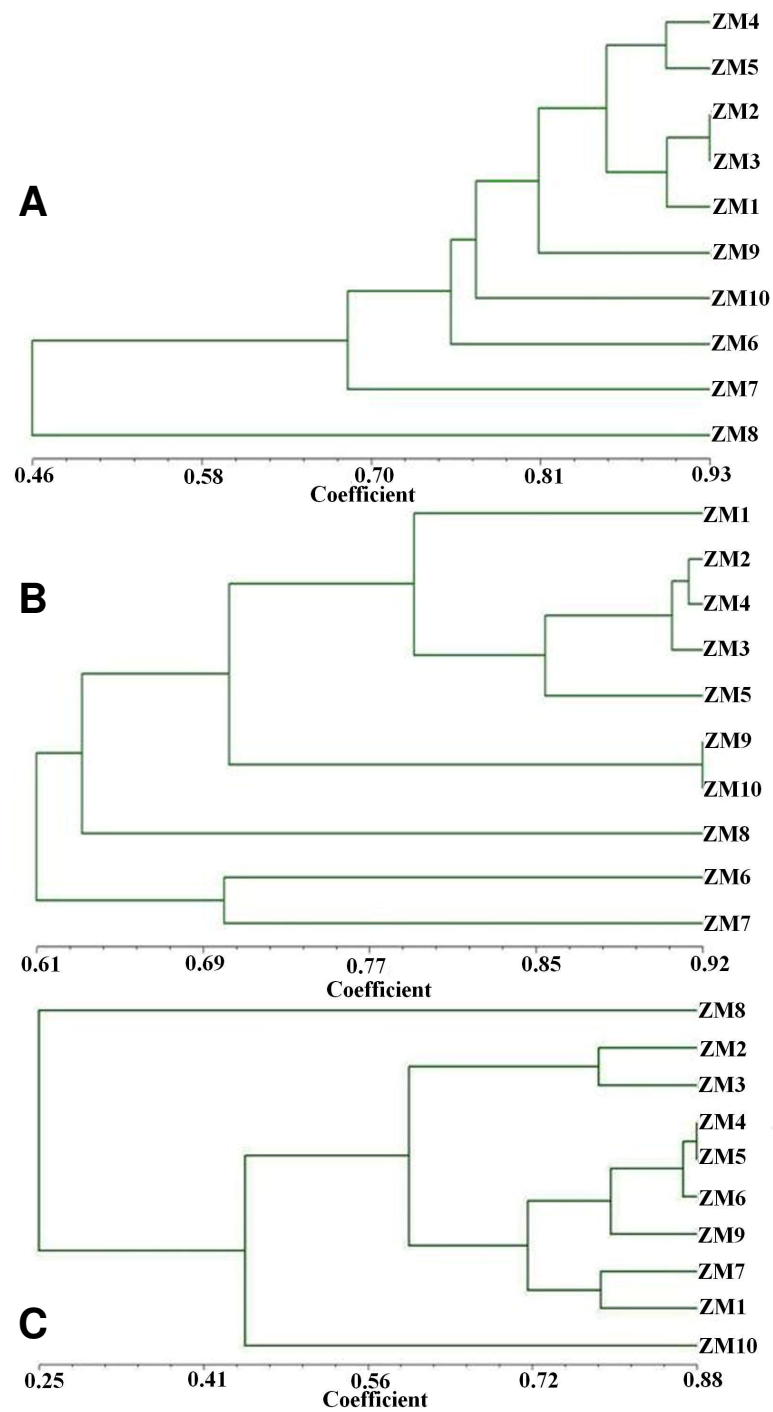 A
ZM4
ZM5
ZM2
ZM3
ZM1
ZM9
ZM10
ZM6
ZM7
ZM8
0.46 0.58 0.70 0.81 0.93
Coefficient
B
ZM1
ZM2
ZM4
ZM3
ZM5
ZM9
ZM10
ZM8
ZM6
ZM7
0.61 0.69 0.77 0.85 0.92
Coefficient
C
ZM8
ZM2
ZM3
ZM4
ZM5
ZM6
ZM9
ZM7
ZM1
ZM10
0.25 0.41 0.56 0.72 0.88
Coefficient